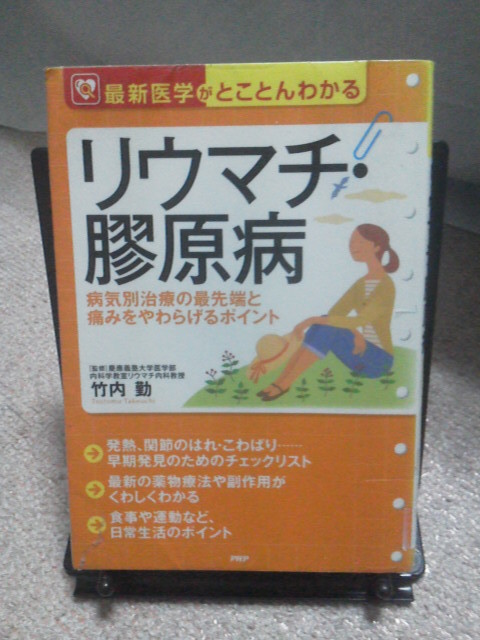 最新医学がとことんわかる
リウマチ・
膠原病
病気別治療の最先端と
痛みをやわらげるポイント
[監修]慶應義塾大学医学部
内科学教室リウマチ内科教授
竹内 勤
Tsutomu Takeuchi
発熱、関節のはれ・こわばり……
早期発見のためのチェックリスト
最新の薬物療法や副作用が
くわしくわかる
食事や運動など、
日常生活のポイント
PHP